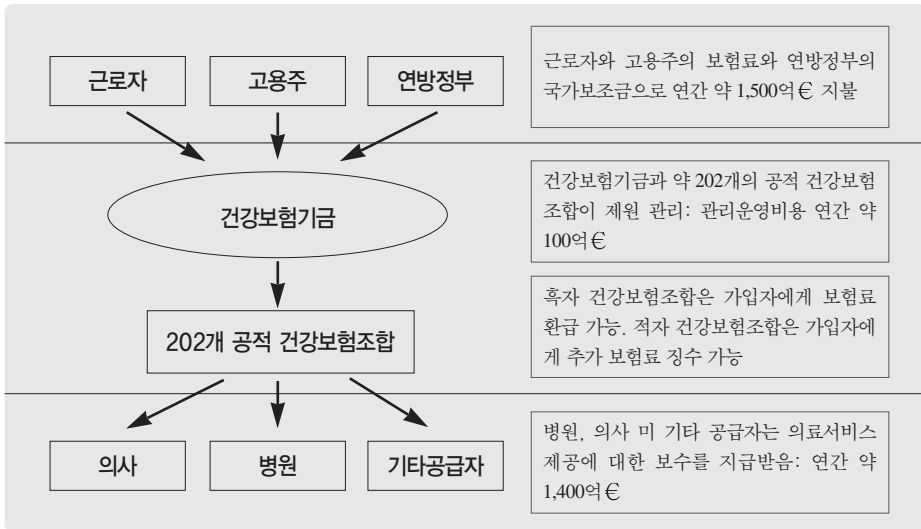 근로자
고용주
연방정부
근로자와 고용주의 보험료와 연방정부의
국가보조금으로 연간 약 1,500억€ 지불
건강보험기금
건강보험기금과 약 202개의 공적 건강보험
조합이 제원 관리: 관리운영비용 연간 약
100억€
202개 공적 건강보험조합
흑자 건강보험조합은 가입자에게 보험료
환급 가능. 적자 건강보험조합은 가입자에
게 추가 보험료 징수 가능
의사
병원
기타공급자
병원, 의사 미 기타 공급자는 의료서비스
제공에 대한 보수를 지급받음: 연간 약
1,400억€